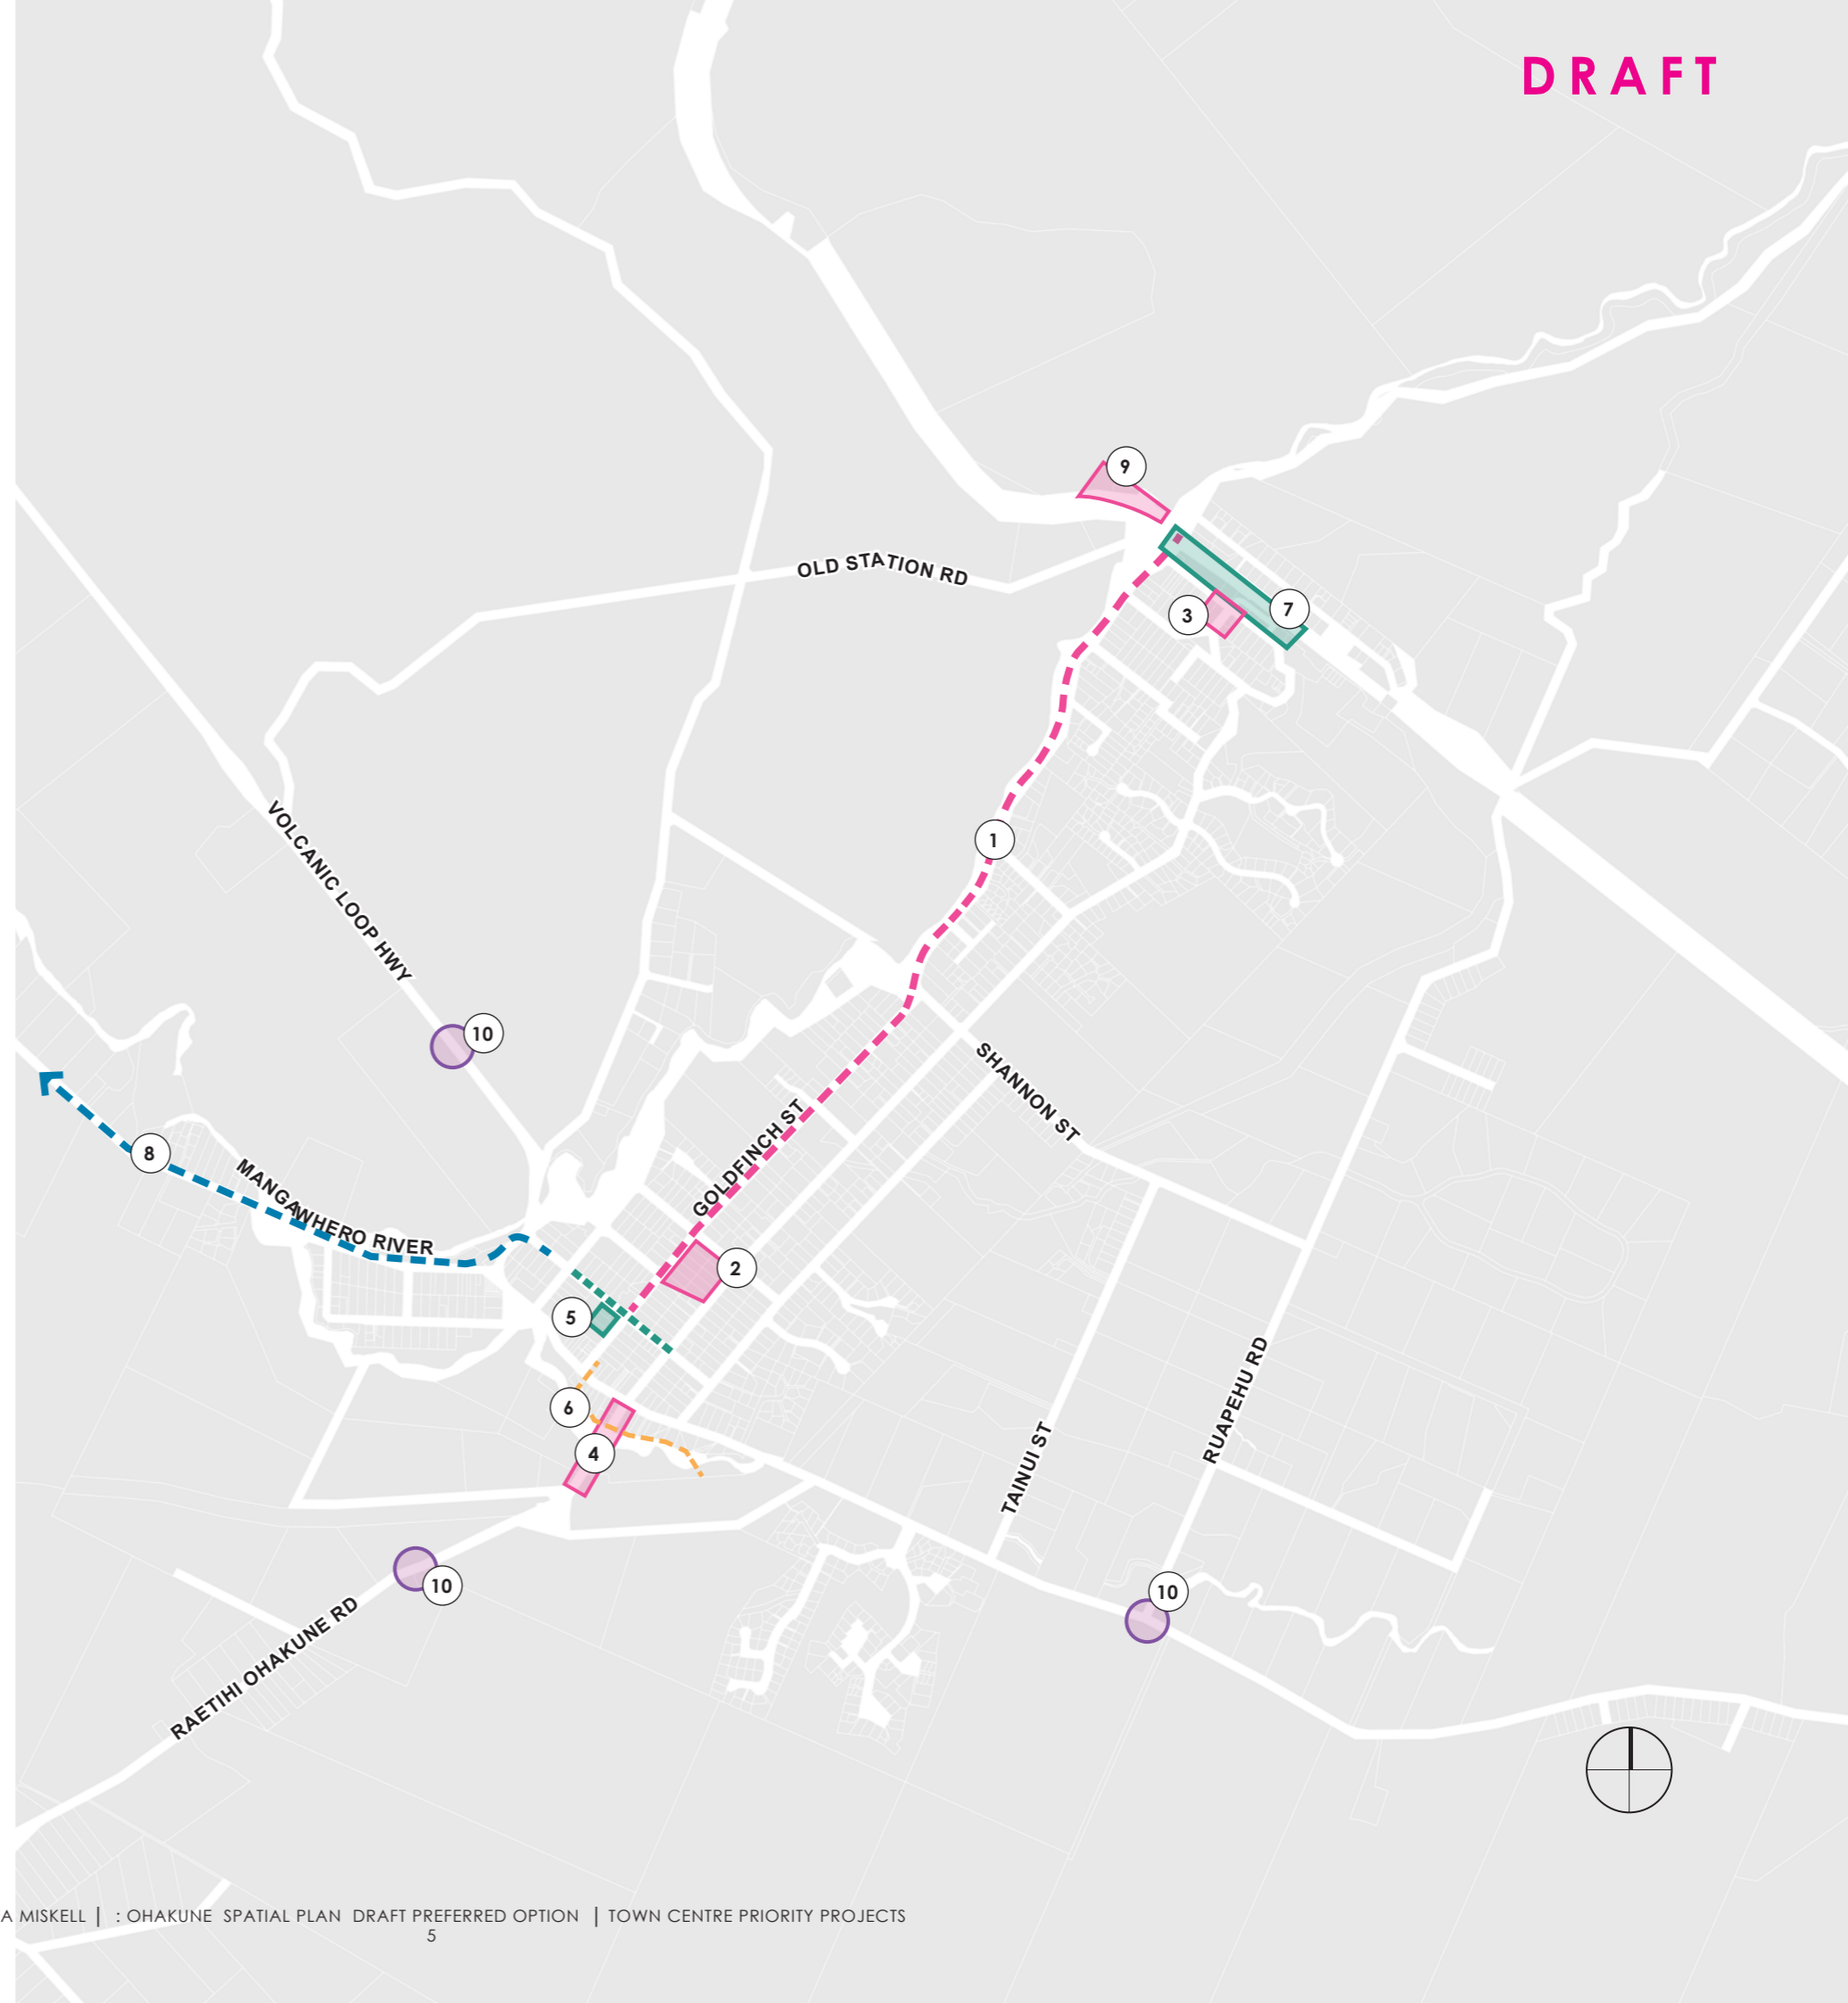 DRAFT
9
OLD STATION RD
3
7
VOLCANIC LOOP HWY
1
10
SHANNON ST
8
GOLDFINCH ST
MANGAWHERO RIVER
2
5
6
4
TAINUI ST
RUAPEHU RD
10
10
RAETIHI OHAKUNE RD
A MISKELL | : OHAKUNE SPATIAL PLAN DRAFT PREFERRED OPTION | TOWN CENTRE PRIORITY PROJECTS
5